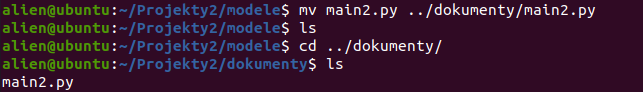 alien@ubuntu:~/Projekty2/modele$ mv main2.py ../dokumenty/main2.py
alien@ubuntu:~/Projekty2/modele$ ls
alien@ubuntu:~/Projekty2/modele$ cd ../dokumenty/
alien@ubuntu:~/Projekty2/dokumenty$ ls
main2.py